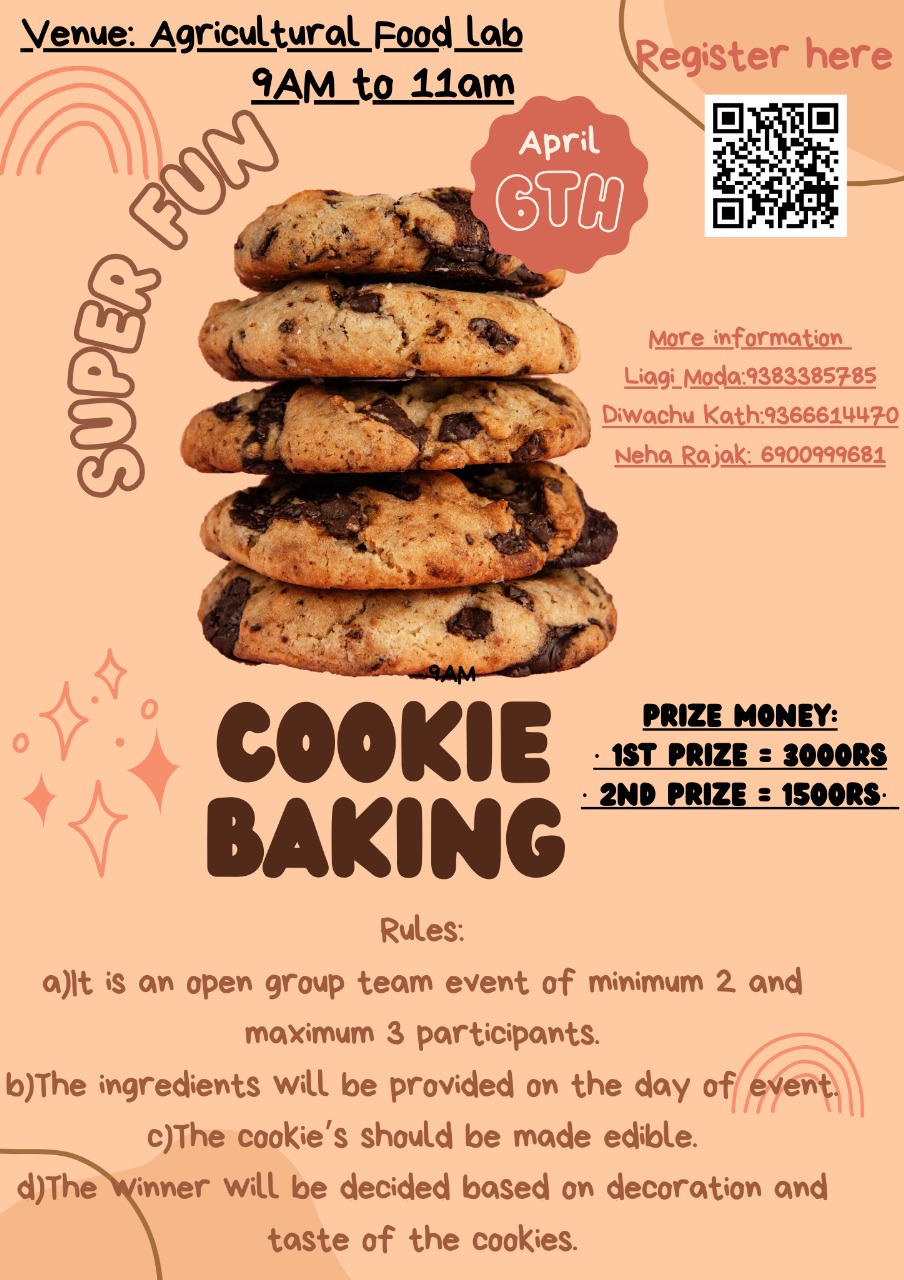 Venue: Agricultural Food lab
9AM to 11am
Register here
SUPER FUN
April
6TH
More information
Liagi Moda:9383385785
Diwachu Kath:9366614470
Neha Rajak: 6900999681
9AM
COOKIE
BAKING
PRIZE MONEY:
· 1ST PRIZE = 3000RS
· 2ND PRIZE = 1500RS·
Rules:
a)It is an open group team event of minimum 2 and
maximum 3 participants.
b)The ingredients will be provided on the day of event.
c)The cookie's should be made edible.
d)The winner will be decided based on decoration and
taste of the cookies.